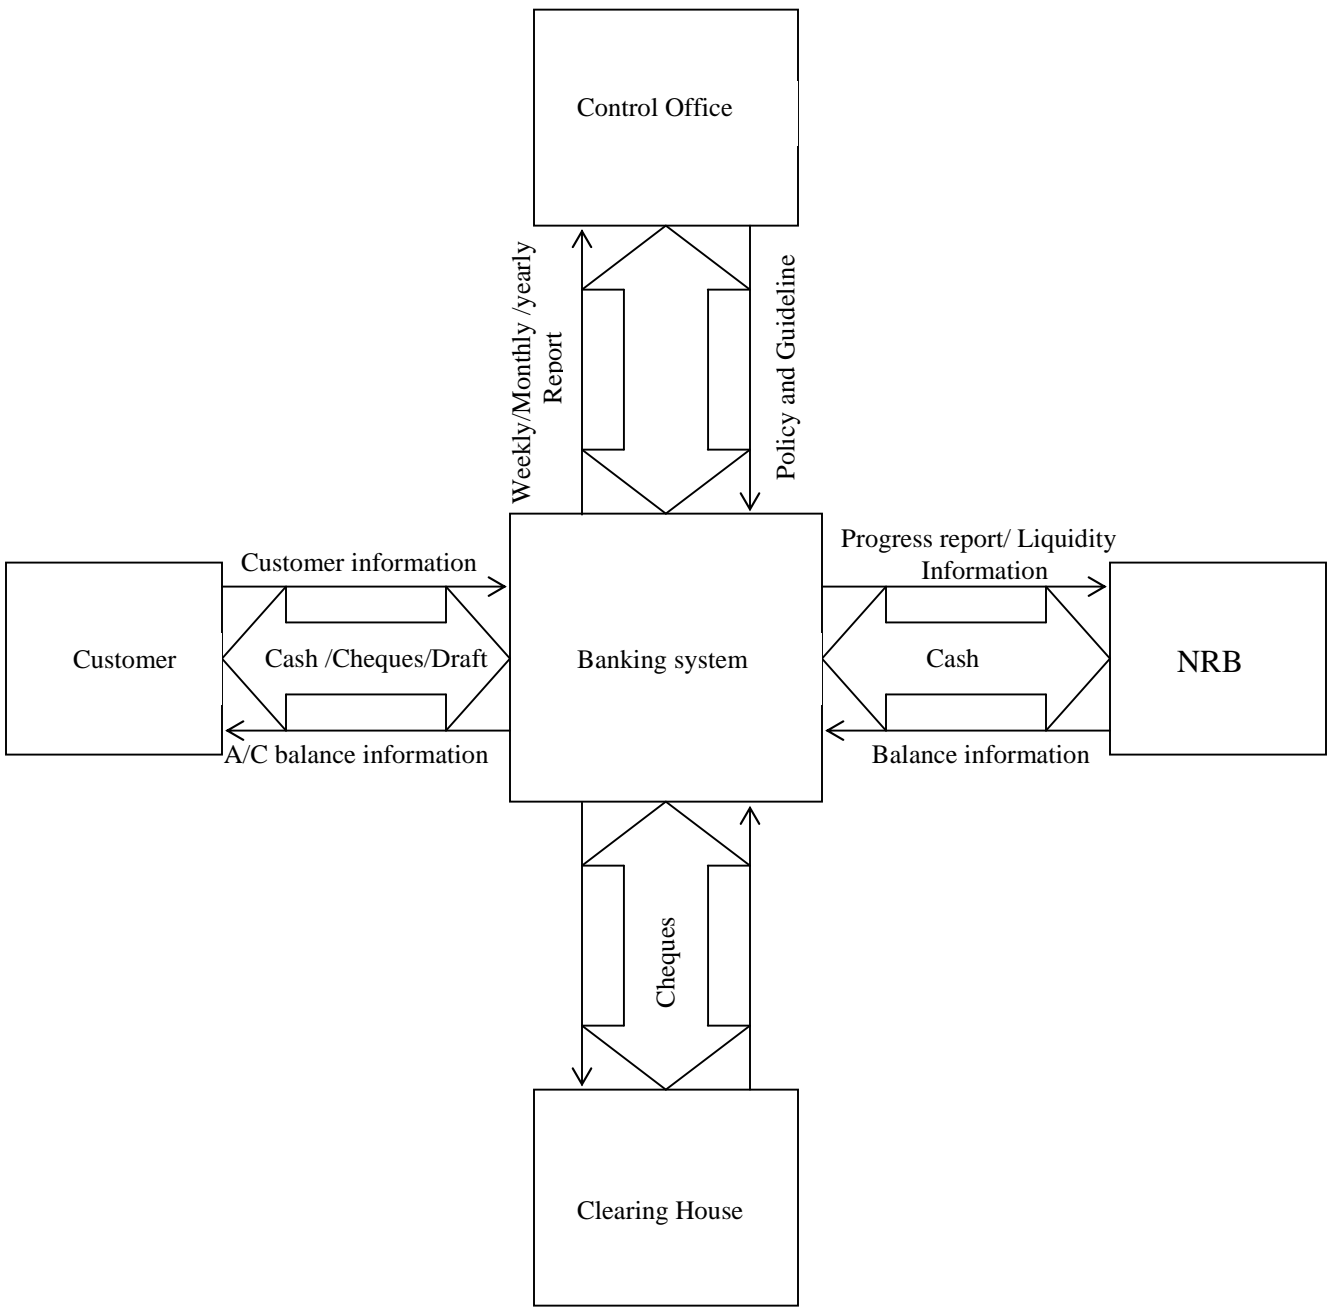 Control Office
Weekly/Monthly /yearly
Report
Policy and Guideline
Customer information
Progress report/ Liquidity
Information
Customer
Cash /Cheques/Draft
Banking system
Cash
NRB
A/C balance information
Balance information
Cheques
Clearing House